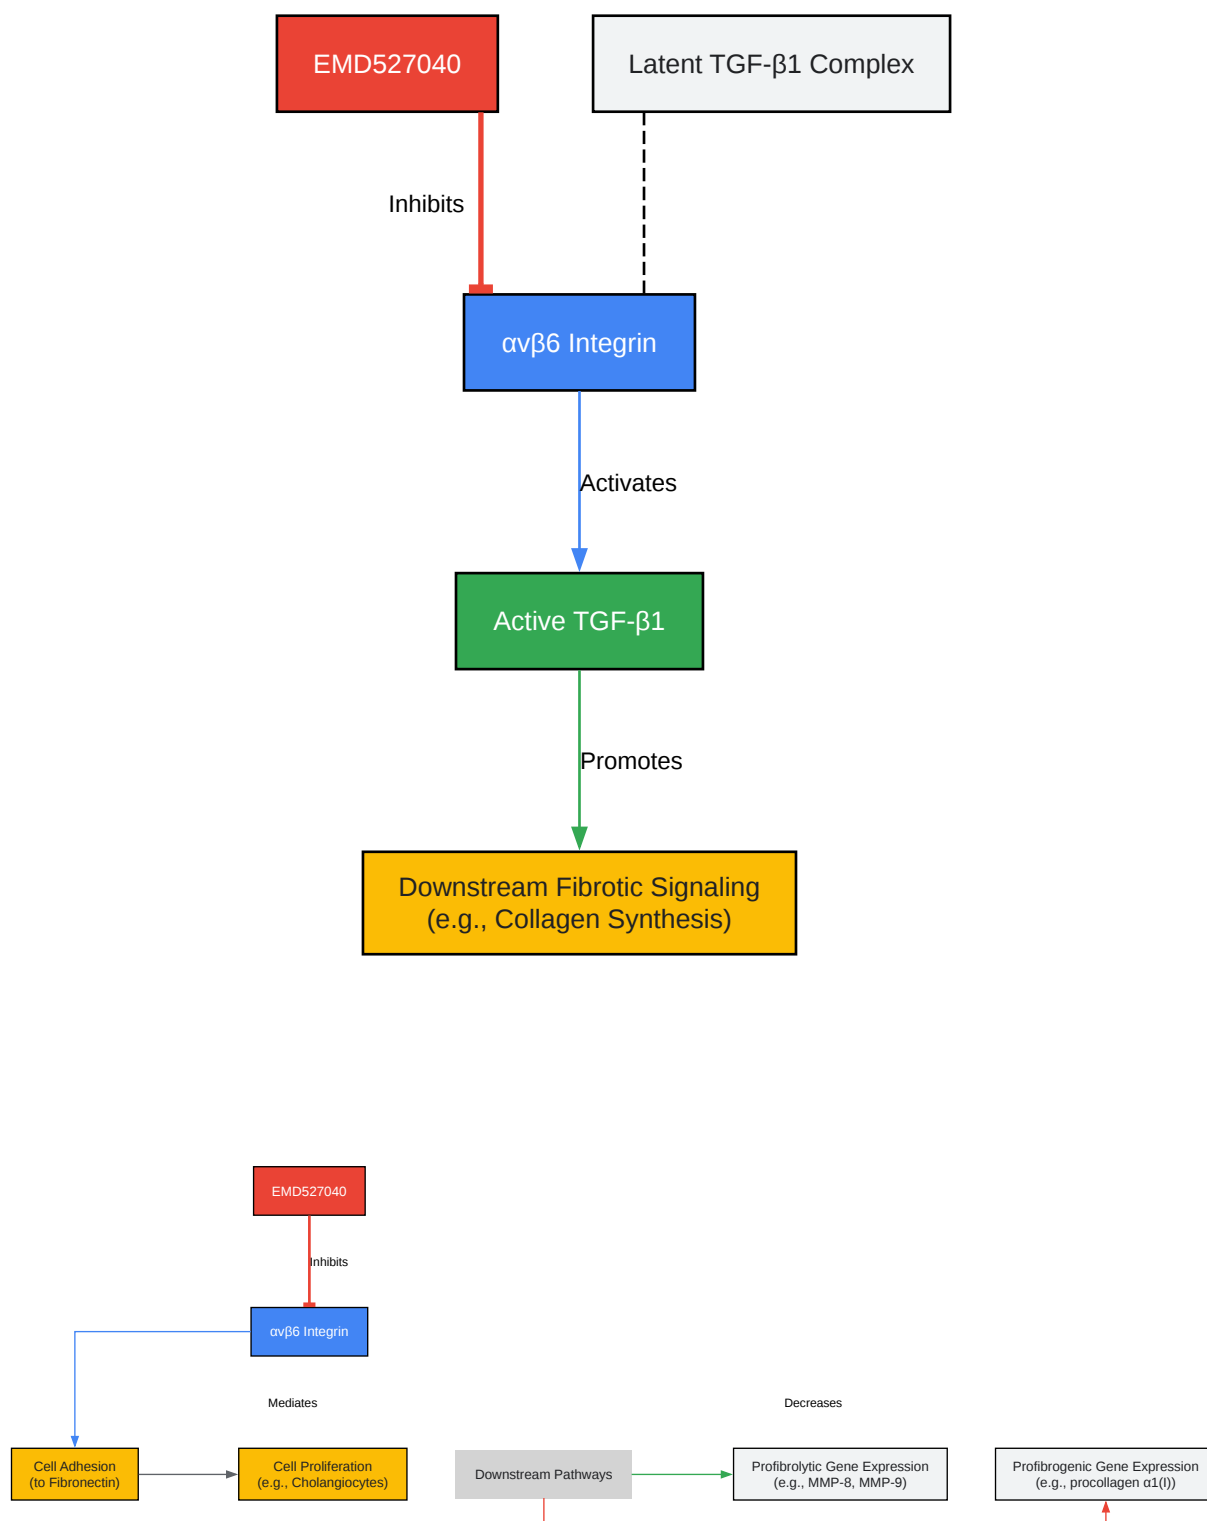 EMD527040
Latent TGF-β1 Complex
Inhibits
αvβ6 Integrin
Activates
Active TGF-β1
Promotes
Downstream Fibrotic Signaling
(e.g., Collagen Synthesis)
EMD527040
Inhibits
αvβ6 Integrin
Mediates
Decreases
Cell Adhesion
(to Fibronectin)
Cell Proliferation
(e.g., Cholangiocytes)
Downstream Pathways
Profibrolytic Gene Expression
(e.g., MMP-8, MMP-9)
Profibrogenic Gene Expression
(e.g., procollagen α1(I))